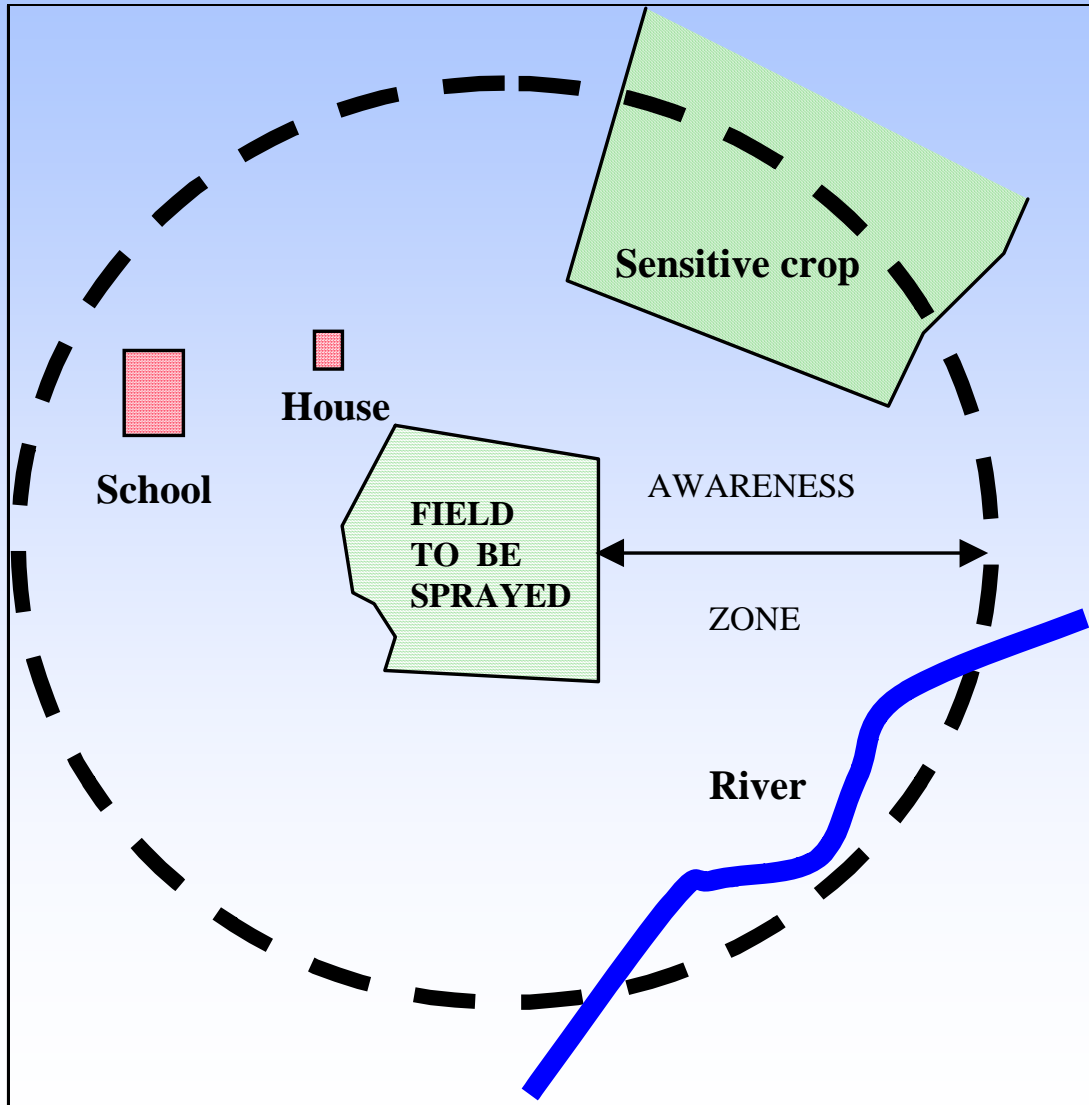 Sensitive crop
House
School
AWARENESS
FIELD
TO BE
SPRAYED
ZONE
River